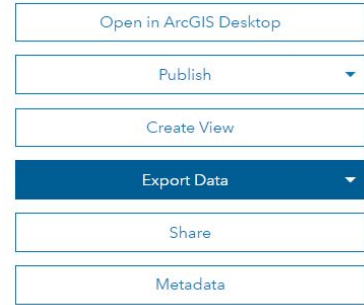 Open in ArcGIS Desktop
Publish
Create View
Export Data
Share
Metadata